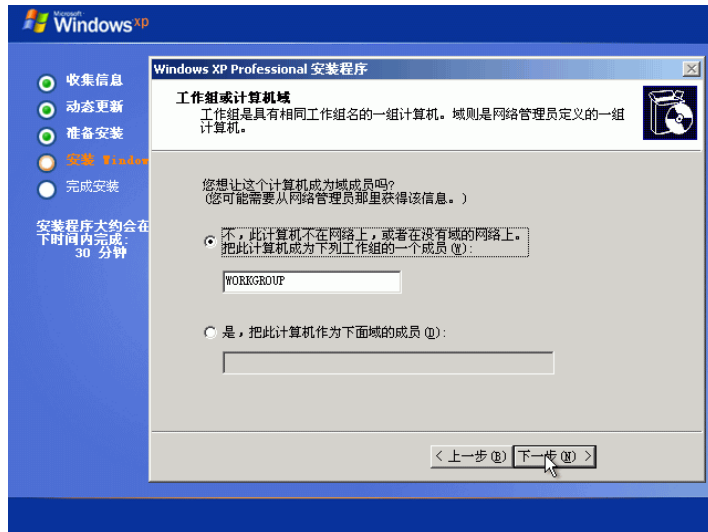 Microsoft
Windows xp
Windows XP Professional 安装程序
收集信息
动态更新
准备安装
安装 Window
完成安装
安装程序大约会在
下时间内完成:
30 分钟
工作组或计算机域
工作组是具有相同工作组名的一组计算机。域则是网络管理员定义的一组
计算机。
您想让这个计算机成为域成员吗?
(您可能需要从网络管理员那里获得该信息。)
不，此计算机不在网络上，或者在没有域的网络上。
把此计算机成为下列工作组的一个成员(W):
WORKGROUP
是，把此计算机作为下面域的成员(D):
< 上一步(B)
下一步(N) >